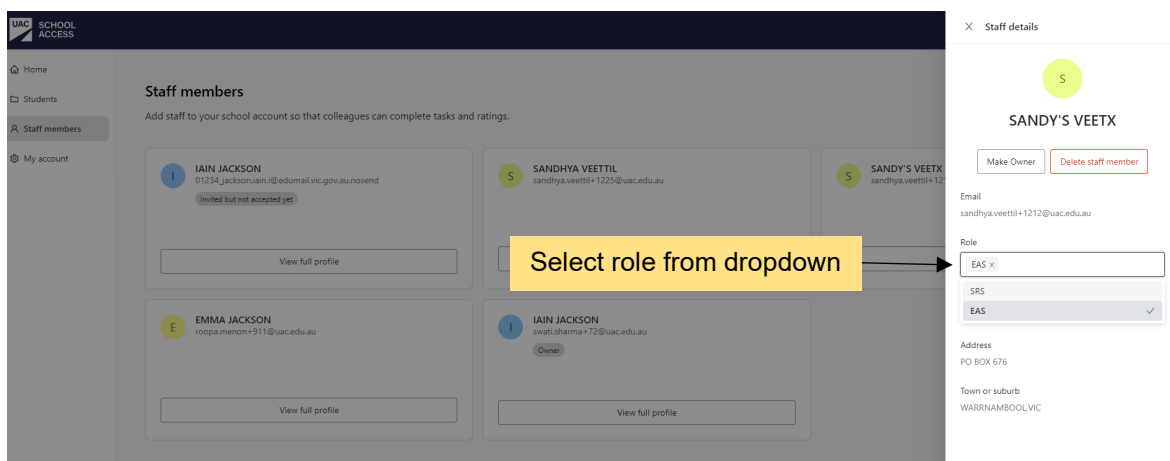 UAC SCHOOL
ACCESS
Home
Students
Staff members
My account
Staff members
Add staff to your school account so that colleagues can complete tasks and ratings.
I
IAIN JACKSON
01234_jackson.iain.i@edumail.vic.gov.au.nosend
Invited but not accepted yet
View full profile
S
SANDHYA VEETTIL
sandhya.veettil+1225@uac.edu.au
S
SANDY'S VEETX
sandhya.veettil+121
E
EMMA JACKSON
roopa.menon+911@uac.edu.au
View full profile
I
IAIN JACKSON
swati.sharma+72@uac.edu.au
Owner
View full profile
Select role from dropdown
Staff details
S
SANDY'S VEETX
Make Owner Delete staff member
Email
sandhya.veettil+1212@uac.edu.au
Role
EAS ×
SRS
EAS
Address
PO BOX 676
Town or suburb
WARRNAMBOOL,VIC